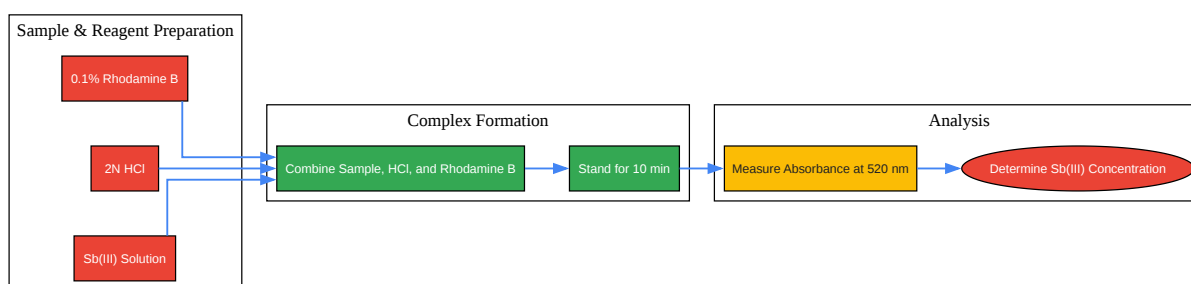 Sample & Reagent Preparation
0.1% Rhodamine B
2N HCl
Sb(III) Solution
Complex Formation
Combine Sample, HCl, and Rhodamine B
Stand for 10 min
Analysis
Measure Absorbance at 520 nm
Determine Sb(III) Concentration